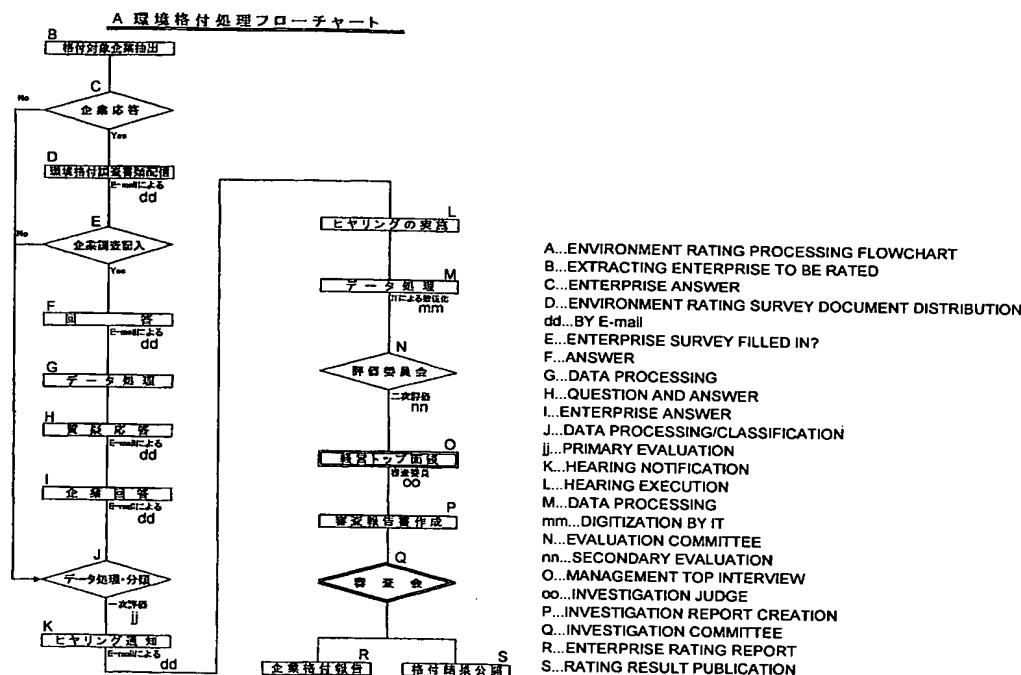 A 環境格付処理フローチャート
B
格付対象企業抽出
C
No
企業応答
Yes
D
環境格付調査書類配信
E-mailによる
dd
E
No
企業調査記入
Yes
F
回答
E-mailによる
dd
G
データ処理
H
質疑応答
E-mailによる
dd
I
企業回答
E-mailによる
dd
J
データ処理・分類
一次評価
jj
K
ヒヤリング通知
E-mailによる
dd
L
ヒヤリングの実施
M
データ処理
ITによる数値化
mm
N
評価委員会
二次評価
nn
O
経営トップ面接
審査委員
oo
P
審査報告書作成
Q
審査会
R
企業格付報告
S
格付結果公開
A...ENVIRONMENT RATING PROCESSING FLOWCHART
B...EXTRACTING ENTERPRISE TO BE RATED
C...ENTERPRISE ANSWER
D...ENVIRONMENT RATING SURVEY DOCUMENT DISTRIBUTION
dd...BY E-mail
E...ENTERPRISE SURVEY FILLED IN?
F...ANSWER
G...DATA PROCESSING
H...QUESTION AND ANSWER
I...ENTERPRISE ANSWER
J...DATA PROCESSING/CLASSIFICATION
jj...PRIMARY EVALUATION
K...HEARING NOTIFICATION
L...HEARING EXECUTION
M...DATA PROCESSING
mm...DIGITIZATION BY IT
N...EVALUATION COMMITTEE
nn...SECONDARY EVALUATION
O...MANAGEMENT TOP INTERVIEW
oo...INVESTIGATION JUDGE
P...INVESTIGATION REPORT CREATION
Q...INVESTIGATION COMMITTEE
R...ENTERPRISE RATING REPORT
S...RATING RESULT PUBLICATION